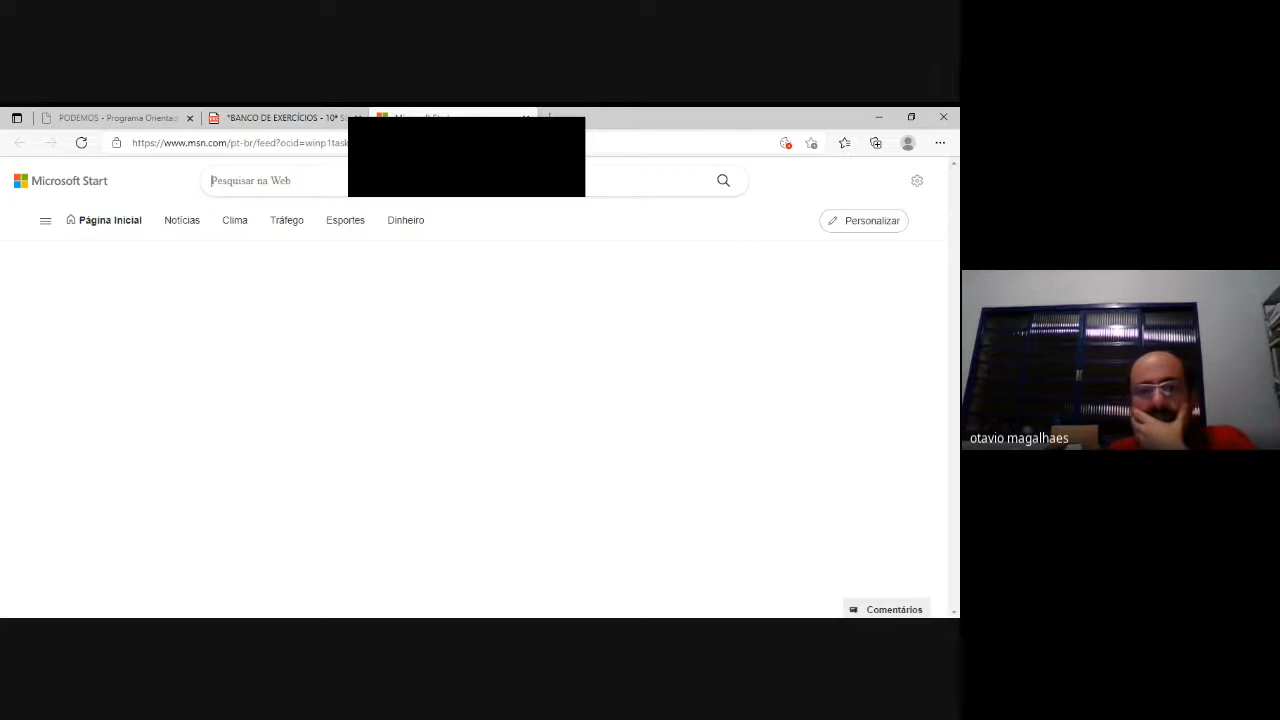 PODEMOS - Programa Orientaç
*BANCO DE EXERCÍCIOS - 10ª S
https://www.msn.com/pt-br/feed?ocid=winp1task
Microsoft Start
Pesquisar na Web
Página Inicial Notícias Clima Tráfego Esportes Dinheiro
Personalizar
otavio magalhaes
Comentários